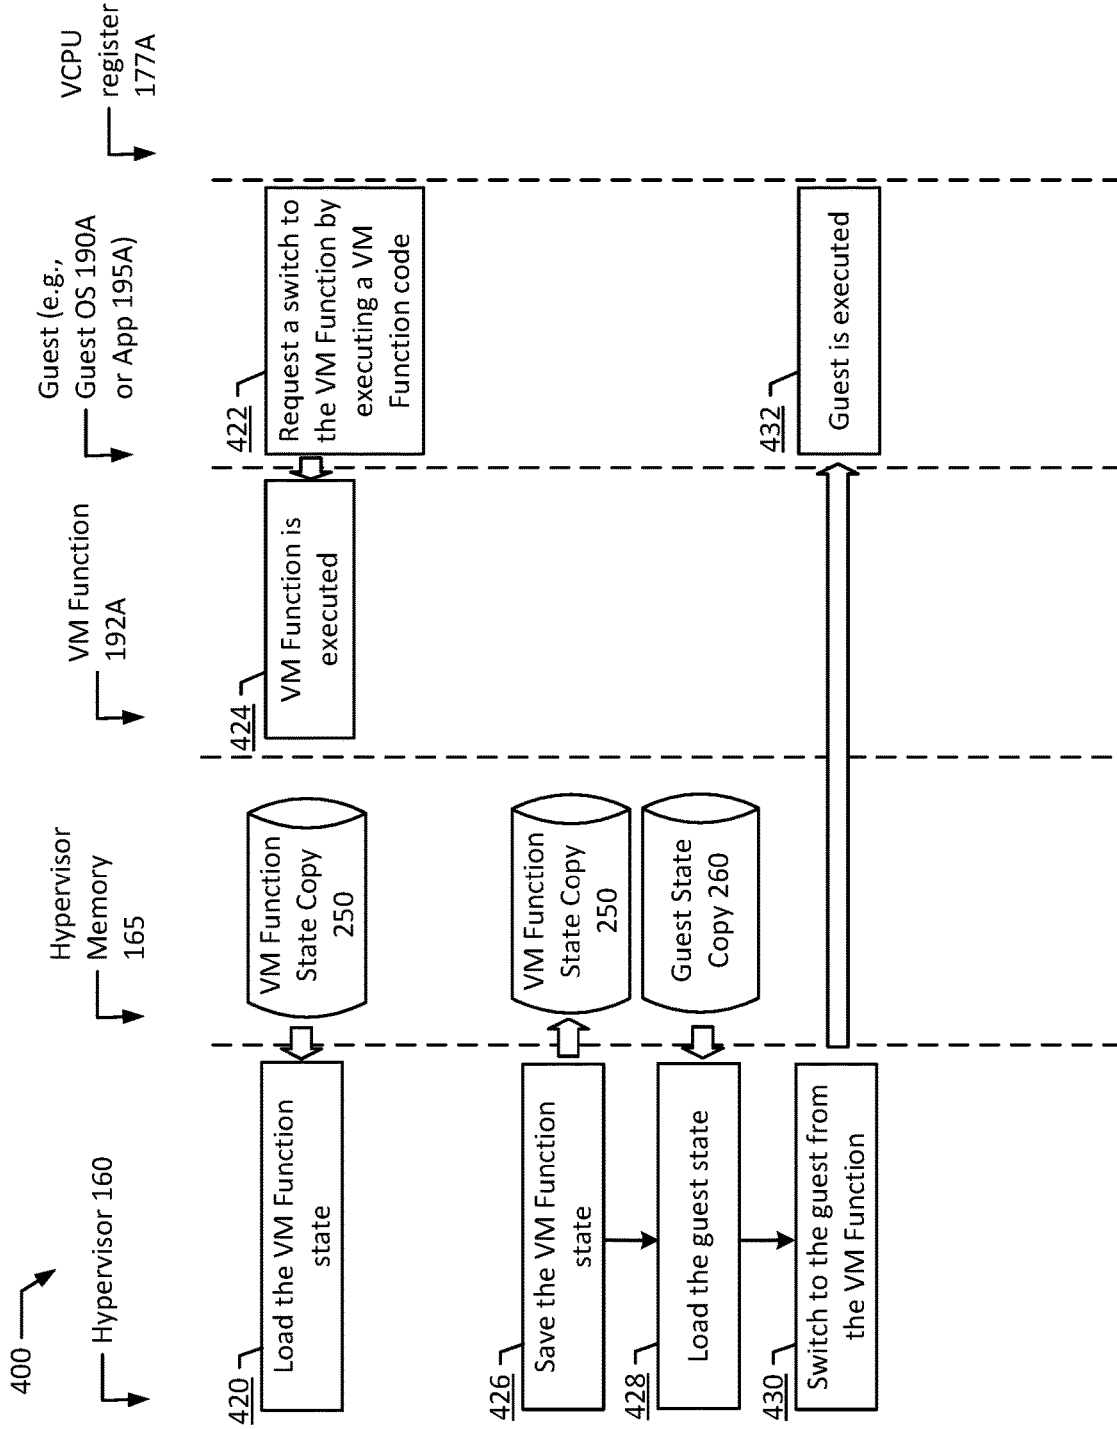 400
Hypervisor 160
Hypervisor
Memory
165
VM Function
192A
Guest (e.g.,
Guest OS 190A
or App 195A)
VCPU
register
177A
420
Load the VM Function
state
VM Function
State Copy
250
424
VM Function is
executed
422
Request a switch to
the VM Function by
executing a VM
Function code
426
Save the VM Function
state
VM Function
State Copy
250
428
Load the guest state
Guest State
Copy 260
430
Switch to the guest from
the VM Function
432
Guest is executed